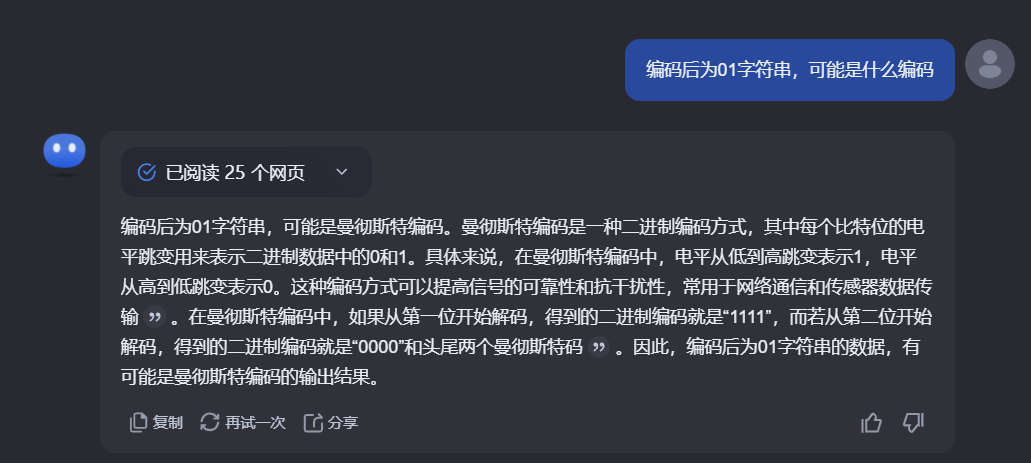 编码后为01字符串，可能是什么编码
已阅读 25 个网页
编码后为01字符串，可能是曼彻斯特编码。曼彻斯特编码是一种二进制编码方式，其中每个比特位的电
平跳变用来表示二进制数据中的0和1。具体来说，在曼彻斯特编码中，电平从低到高跳变表示1，电平
从高到低跳变表示0。这种编码方式可以提高信号的可靠性和抗干扰性，常用于网络通信和传感器数据传
输 ” 。在曼彻斯特编码中，如果从第一位开始解码，得到的二进制编码就是“1111”，而若从第二位开始
解码，得到的二进制编码就是“0000”和头尾两个曼彻斯特码 ” 。因此，编码后为01字符串的数据，有
可能是曼彻斯特编码的输出结果。
复制 再试一次 分享